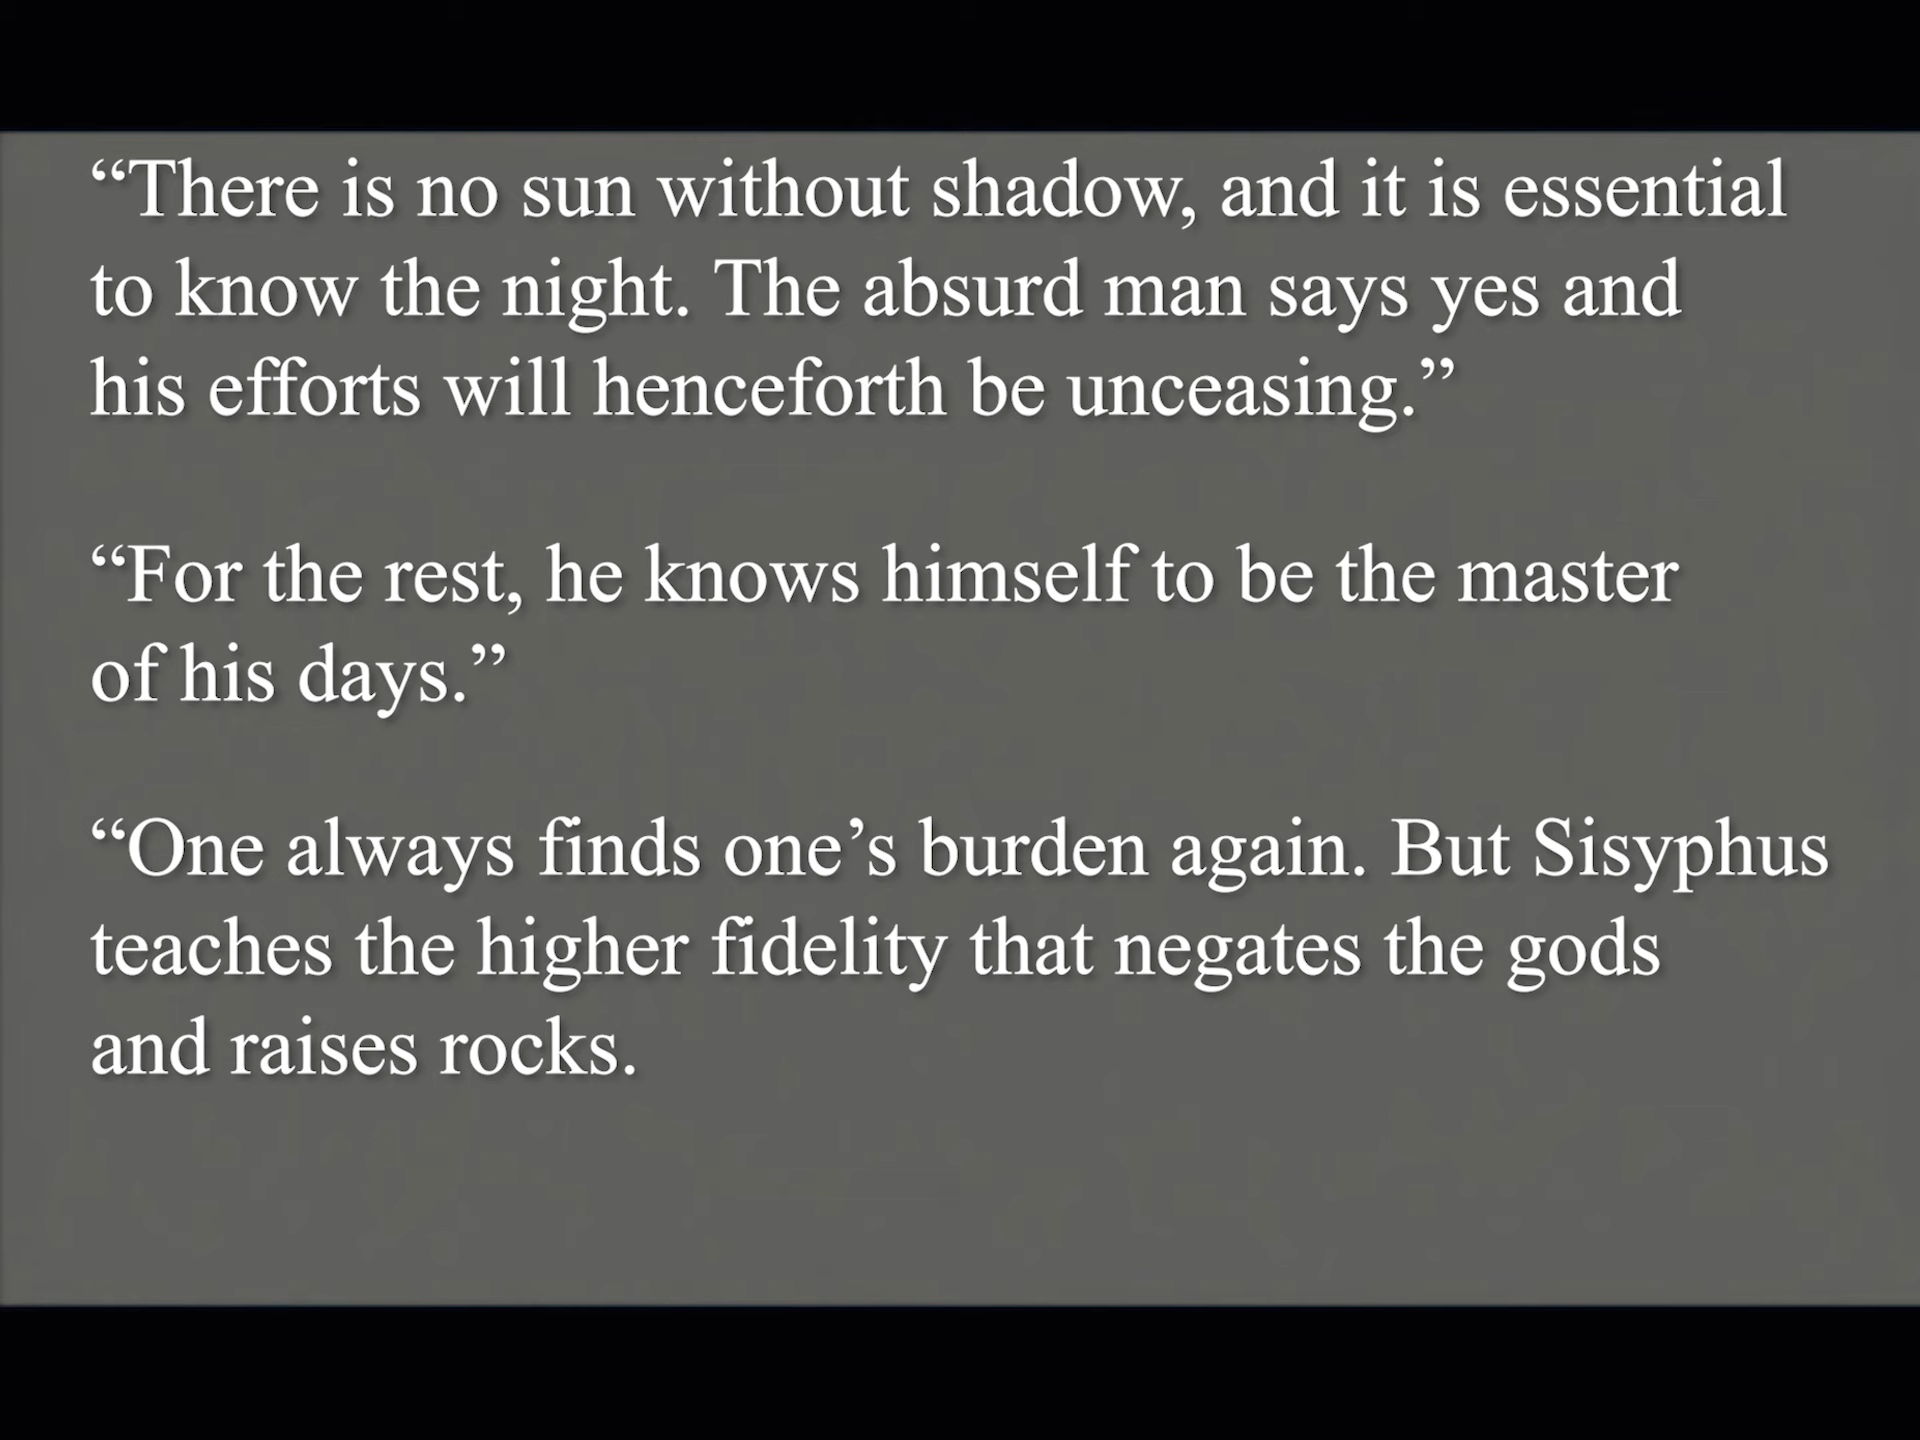 “There is no sun without shadow, and it is essential
to know the night. The absurd man says yes and
his efforts will henceforth be unceasing.”
“For the rest, he knows himself to be the master
of his days.”
“One always finds one’s burden again. But Sisyphus
teaches the higher fidelity that negates the gods
and raises rocks.